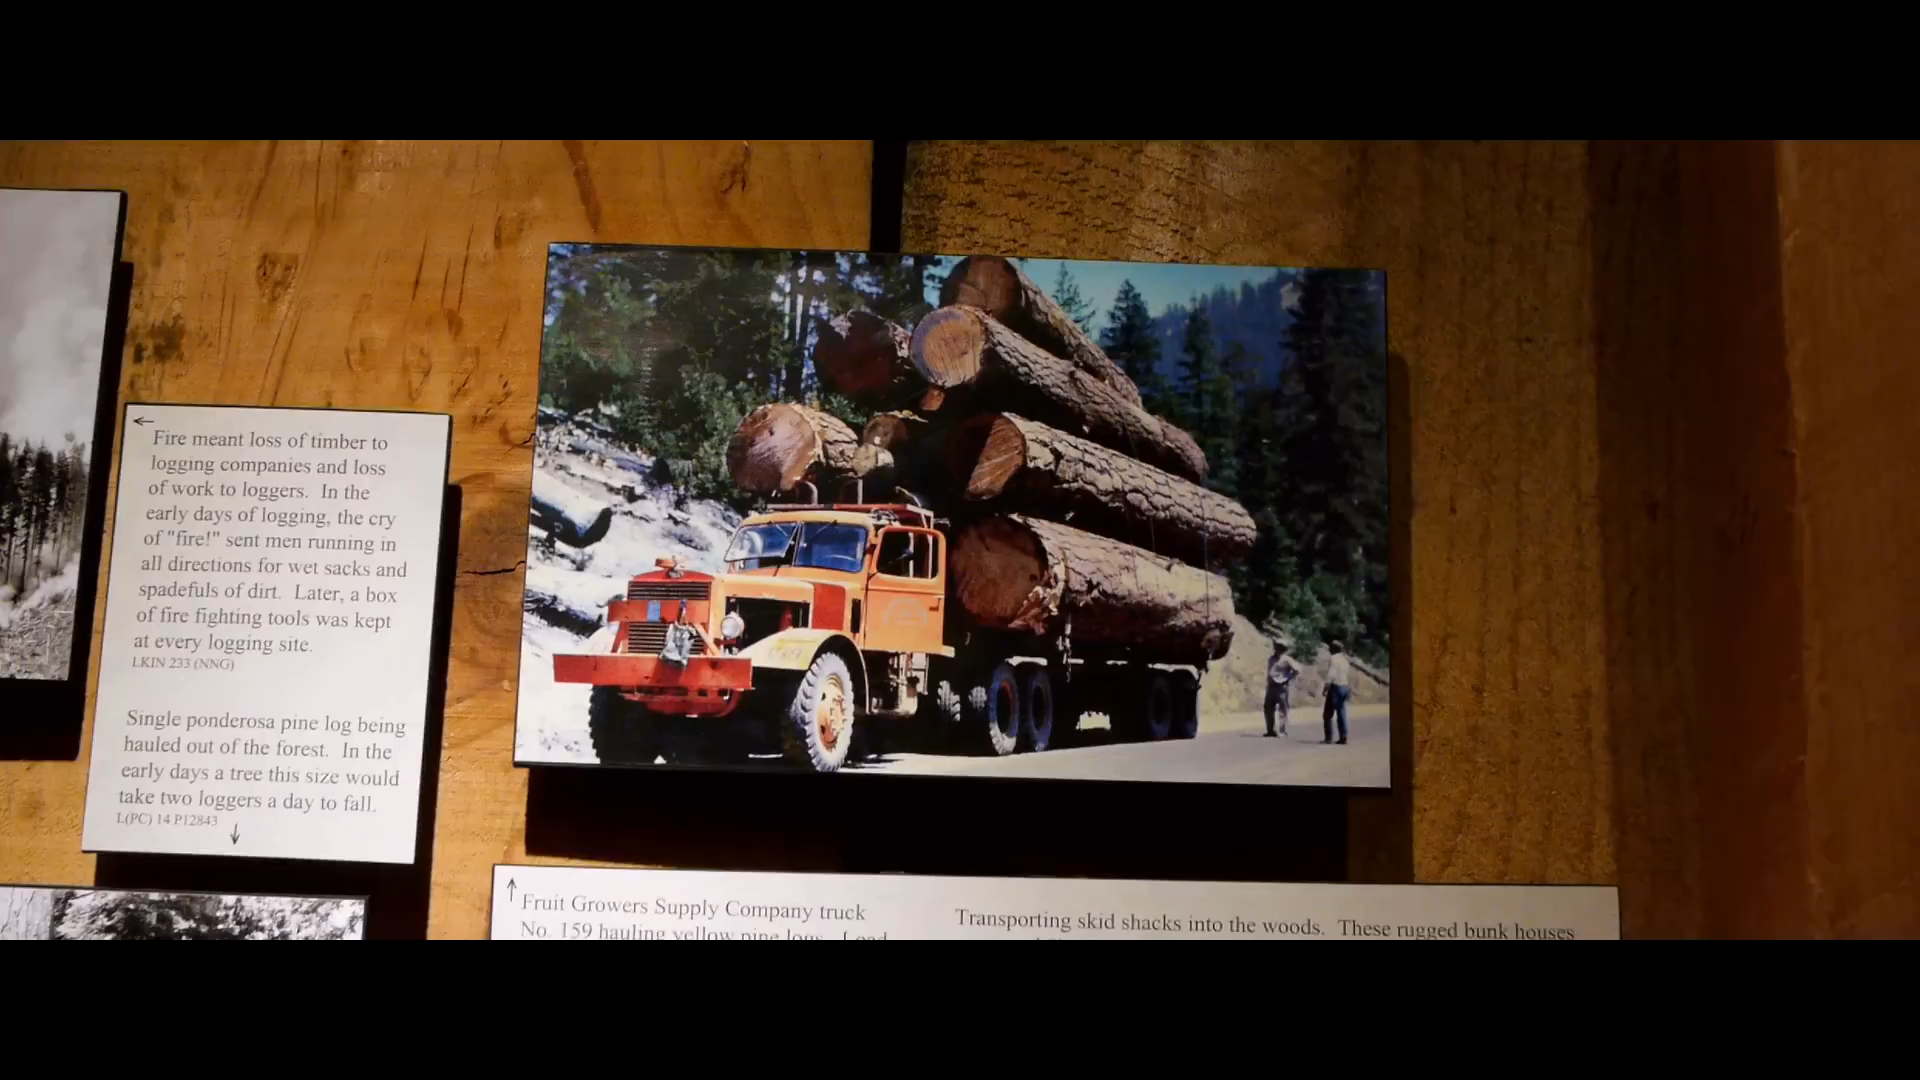 ←
Fire meant loss of timber to
logging companies and loss
of work to loggers. In the
early days of logging, the cry
of "fire!" sent men running in
all directions for wet sacks and
spadefuls of dirt. Later, a box
of fire fighting tools was kept
at every logging site.
LKIN 233 (NNG)
Single ponderosa pine log being
hauled out of the forest. In the
early days a tree this size would
take two loggers a day to fall.
L(PC) 14 P12843
↓
↑
Fruit Growers Supply Company truck
No. 159 hauling yellow pine logs. Load
Transporting skid shacks into the woods. These rugged bunk houses